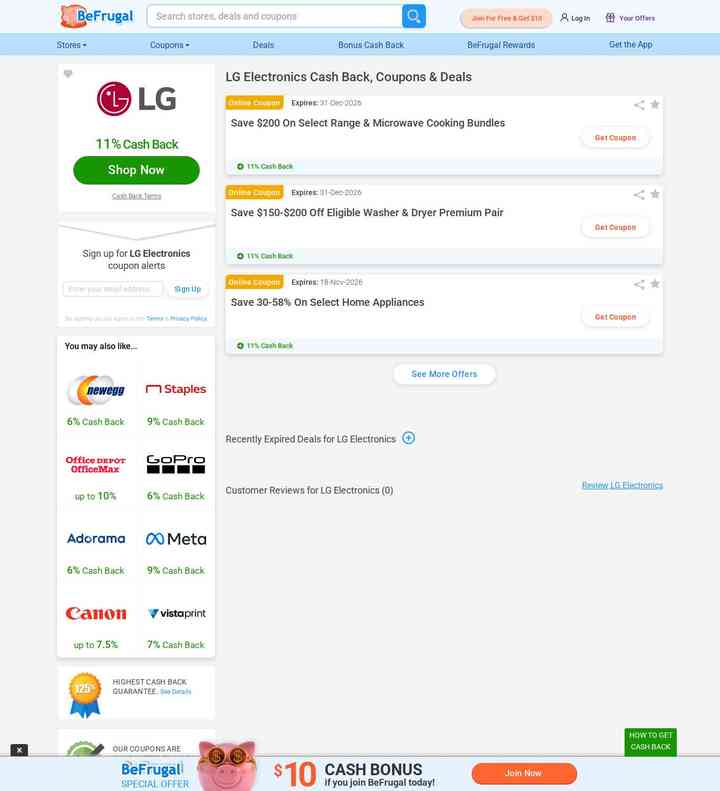 BeFrugal
Search stores, deals and coupons
Join For Free & Get $10
Log In
Your Offers
Stores
Coupons
Deals
Bonus Cash Back
BeFrugal Rewards
Get the App
LG
11% Cash Back
Shop Now
Cash Back Terms
Sign up for LG Electronics
coupon alerts
Enter your email address
Sign Up
Terms
Privacy Policy
You may also like...
newegg
Staples
6% Cash Back
9% Cash Back
Office DEPOT
OfficeMax
GoPro
up to 10%
6% Cash Back
Adorama
Meta
6% Cash Back
9% Cash Back
Canon
vistaprint
up to 7.5%
7% Cash Back
125%
HIGHEST CASH BACK
GUARANTEE. See Details
OUR COUPONS ARE
LG Electronics Cash Back, Coupons & Deals
Online Coupon
Expires: 31-Dec-2026
Save $200 On Select Range & Microwave Cooking Bundles
Get Coupon
11% Cash Back
Online Coupon
Expires: 31-Dec-2026
Save $150-$200 Off Eligible Washer & Dryer Premium Pair
Get Coupon
11% Cash Back
Online Coupon
Expires: 18-Nov-2026
Save 30-58% On Select Home Appliances
Get Coupon
11% Cash Back
See More Offers
Recently Expired Deals for LG Electronics
Customer Reviews for LG Electronics (0)
Review LG Electronics
HOW TO GET
CASH BACK
x
BeFrugal
SPECIAL OFFER
$10
CASH BONUS
if you join BeFrugal today!
Join Now